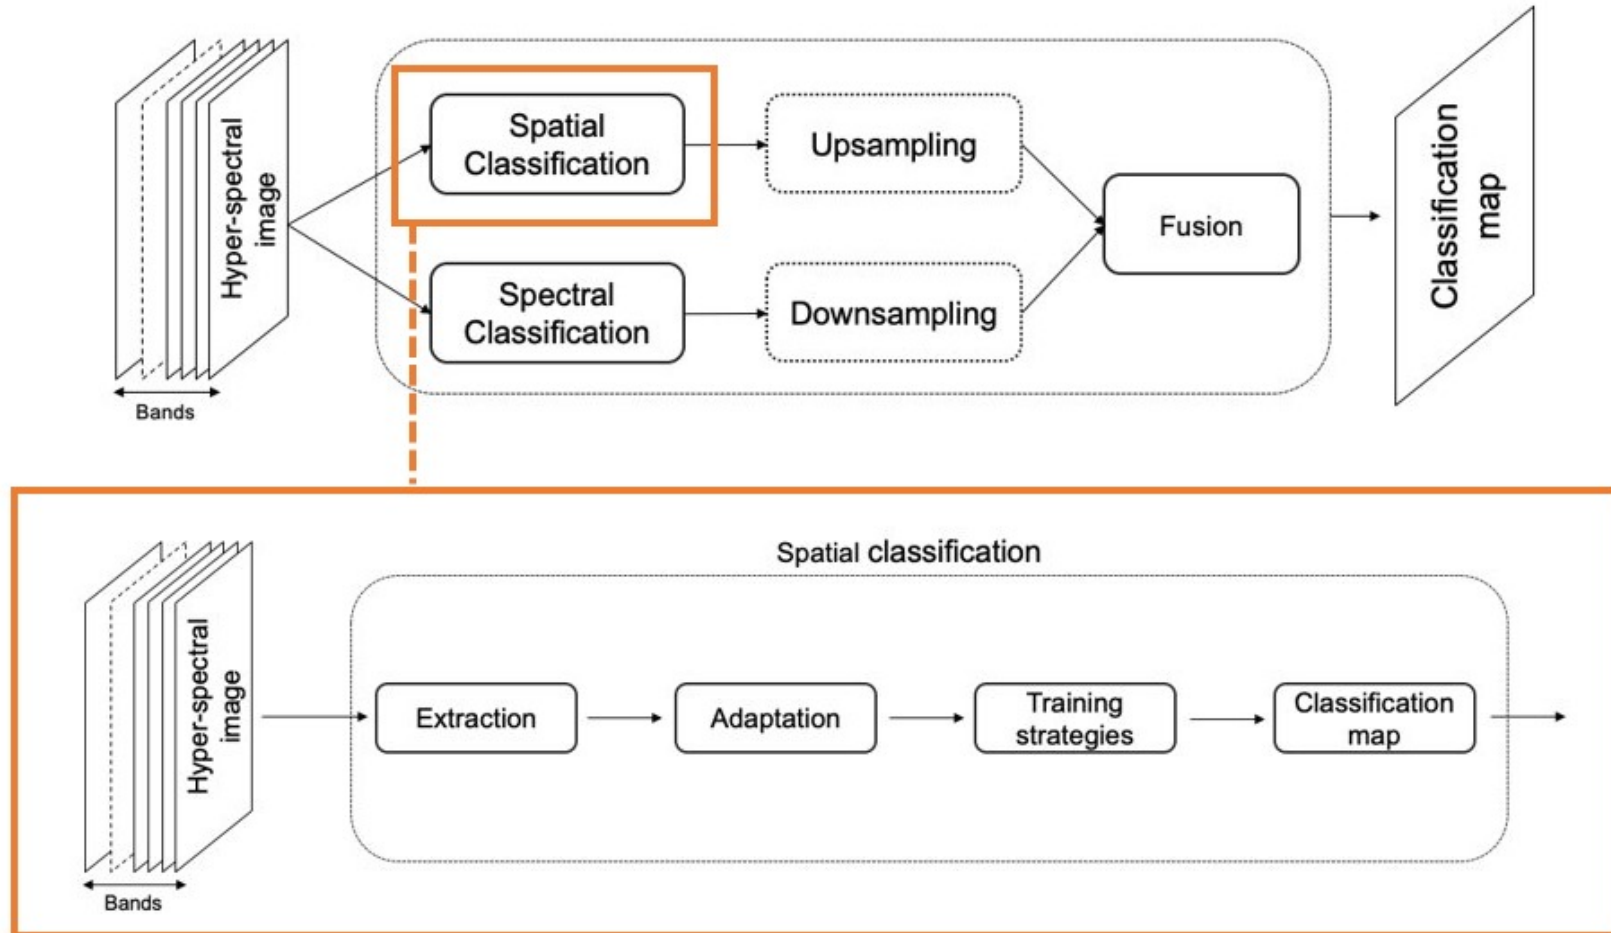 Hyper-spectral
image
Bands
Spatial
Classification
Upsampling
Spectral
Classification
Downsampling
Fusion
Classification
map
Spatial classification
Hyper-spectral
image
Bands
Extraction
Adaptation
Training
strategies
Classification
map